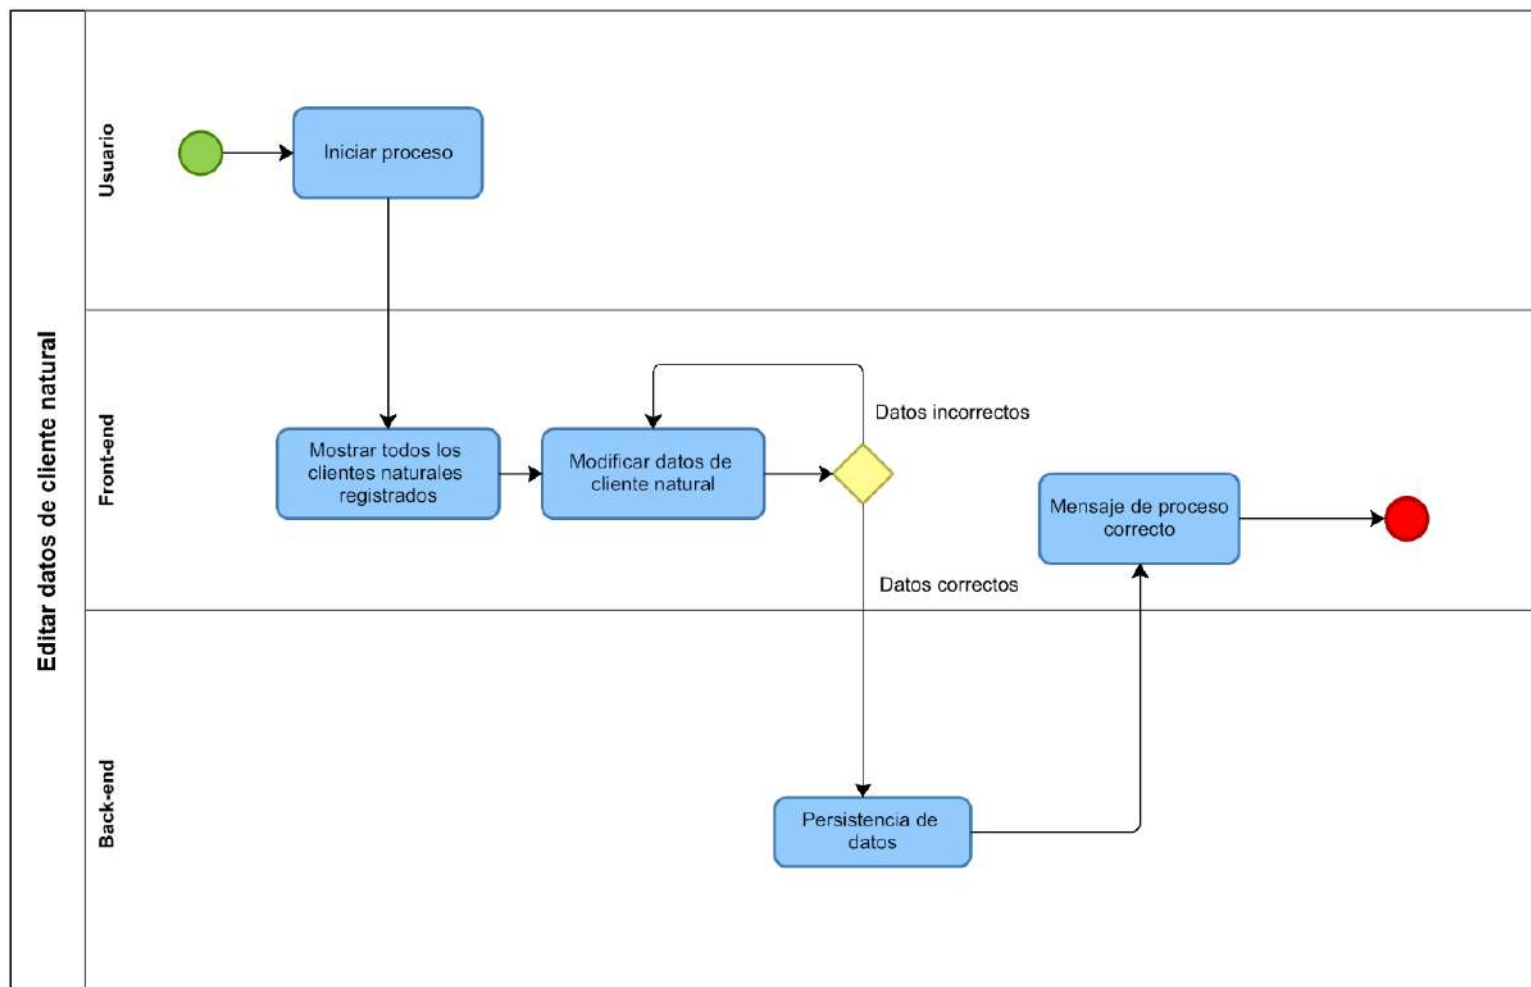 Editar datos de cliente natural
Usuario
Iniciar proceso
Front-end
Mostrar todos los
clientes naturales
registrados
Modificar datos de
cliente natural
Datos incorrectos
Datos correctos
Mensaje de proceso
correcto
Back-end
Persistencia de
datos